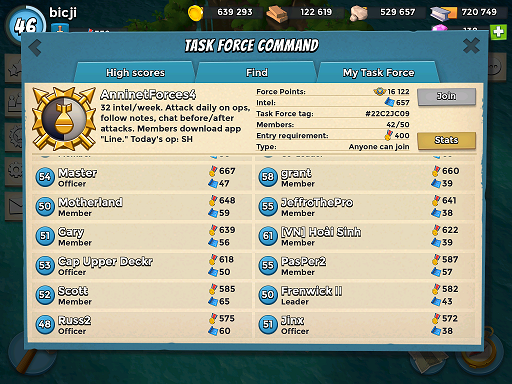 46
bicji
639 293
122 619
529 657
720 749
TASK FORCE COMMAND
High scores
Find
My Task Force
AnninetForces4
32 intel/week. Attack daily on ops,
follow notes, chat before/after
attacks. Members download app
"Line." Today's op: SH
Force Points: 16 122
Intel: 657
Task Force tag: #22C2JC09
Members: 42/50
Entry requirement: 400
Type: Anyone can join
Join
Stats
54 Master 667
Officer 47
58 grant 660
Member 39
50 Motherland 648
Member 59
55 JeffroThePro 641
Member 38
51 Gary 639
Member 56
61 [VN] Hoài Sinh 622
Member 39
53 Cap Upper Deckr 618
Officer 50
55 PasPer2 587
Member 57
52 Scott 585
Member 65
50 Frenwick II 582
Leader 43
48 Russ2 575
Officer 60
51 Jinx 572
Officer 38